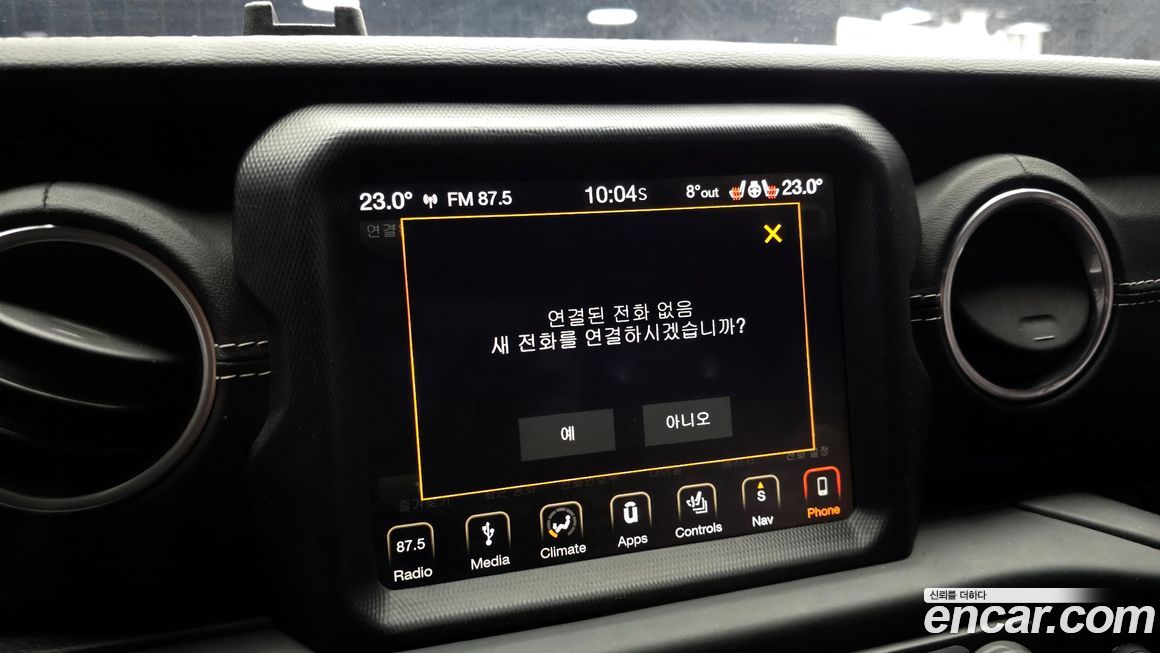 23.0° FM 87.5 10:04S 8°out 23.0°
연결된 전화 없음
새 전화를 연결하시겠습니까?
예 아니오
87.5 S
Radio Media Climate Apps Controls Nav Phone
신뢰를 더하다
encar.com